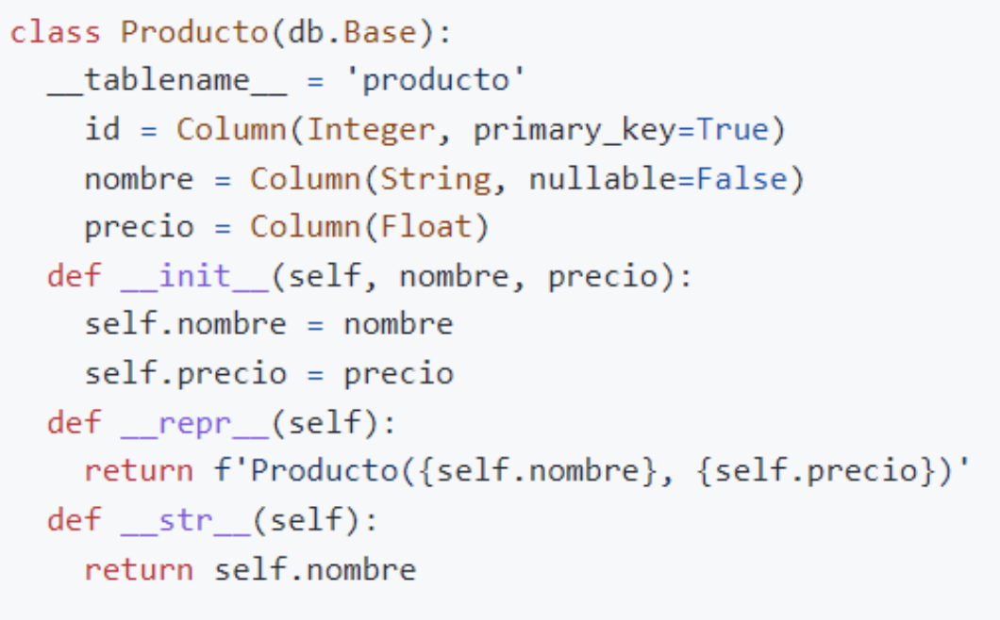 class Producto(db.Base):
  __tablename__ = 'producto'
    id = Column(Integer, primary_key=True)
    nombre = Column(String, nullable=False)
    precio = Column(Float)
  def __init__(self, nombre, precio):
    self.nombre = nombre
    self.precio = precio
  def __repr__(self):
    return f'Producto({self.nombre}, {self.precio})'
  def __str__(self):
    return self.nombre